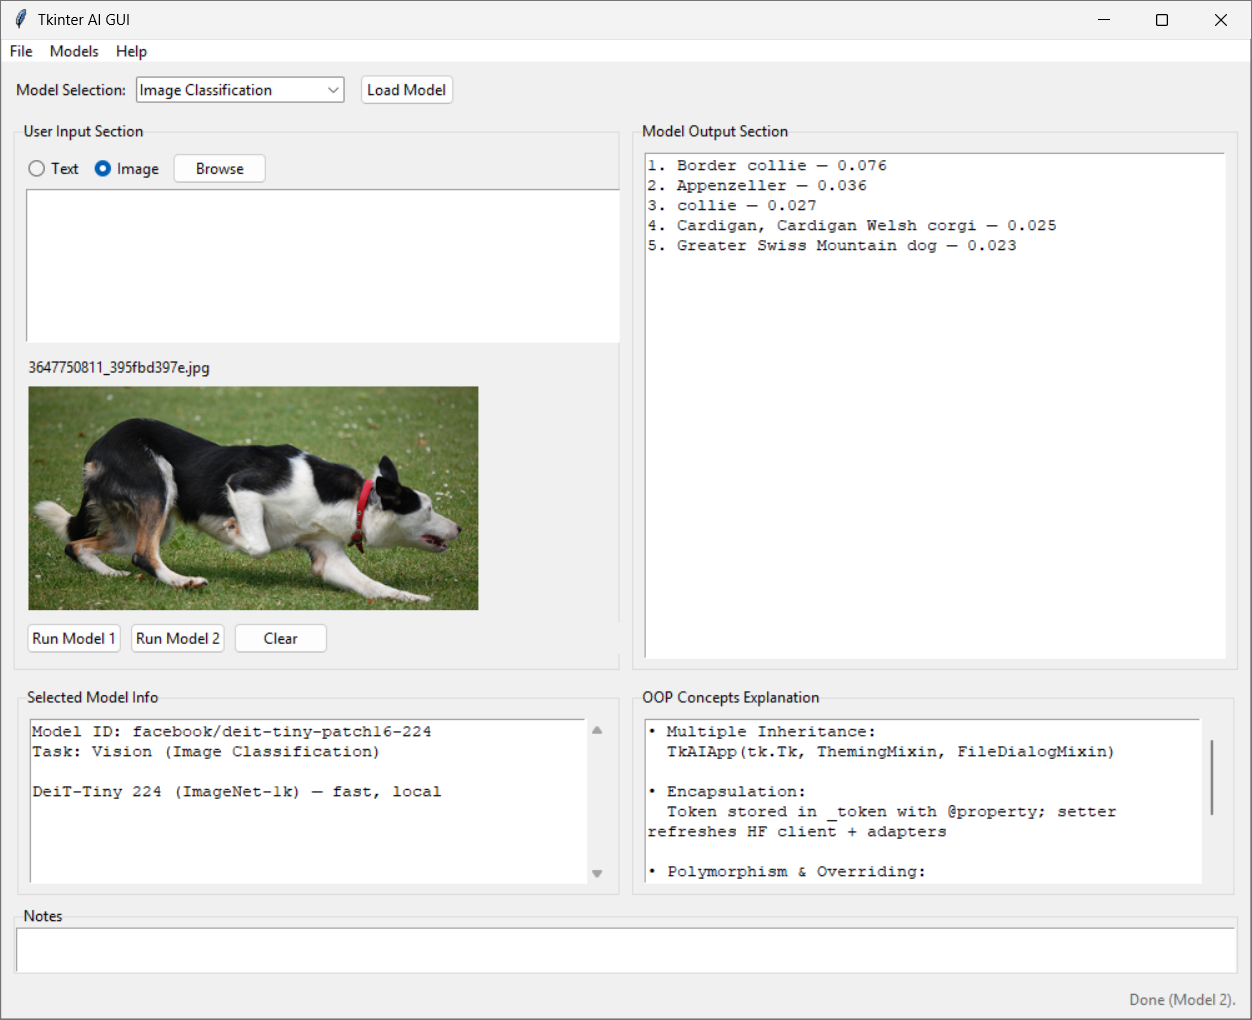 Tkinter AI GUI
File Models Help
Model Selection: Image Classification Load Model
User Input Section
Text Image Browse
3647750811_395fbd397e.jpg
Run Model 1 Run Model 2 Clear
Model Output Section
1. Border collie — 0.076
2. Appenzeller — 0.036
3. collie — 0.027
4. Cardigan, Cardigan Welsh corgi — 0.025
5. Greater Swiss Mountain dog — 0.023
Selected Model Info
Model ID: facebook/deit-tiny-patch16-224
Task: Vision (Image Classification)
DeiT-Tiny 224 (ImageNet-1k) — fast, local
OOP Concepts Explanation
• Multiple Inheritance:
TkAIApp(tk.Tk, ThemingMixin, FileDialogMixin)
• Encapsulation:
Token stored in _token with @property; setter
refreshes HF client + adapters
• Polymorphism & Overriding:
Notes
Done (Model 2).